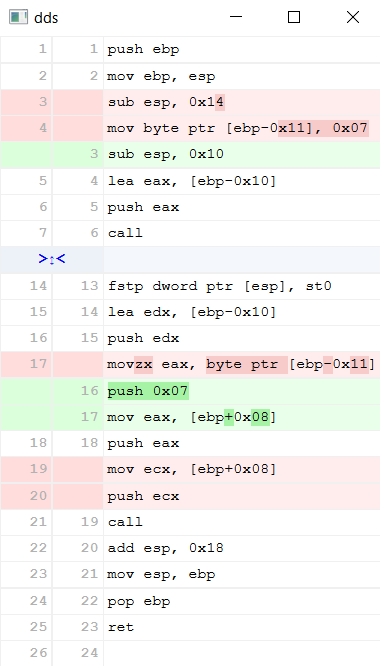 dds
1 1 push ebp
2 2 mov ebp, esp
3 sub esp, 0x14
4 mov byte ptr [ebp-0x11], 0x07
3 sub esp, 0x10
5 4 lea eax, [ebp-0x10]
6 5 push eax
7 6 call
>↕<
14 13 fstp dword ptr [esp], st0
15 14 lea edx, [ebp-0x10]
16 15 push edx
17 movzx eax, byte ptr [ebp-0x11]
16 push 0x07
17 mov eax, [ebp+0x08]
18 18 push eax
19 mov ecx, [ebp+0x08]
20 push ecx
21 19 call
22 20 add esp, 0x18
23 21 mov esp, ebp
24 22 pop ebp
25 23 ret
26 24